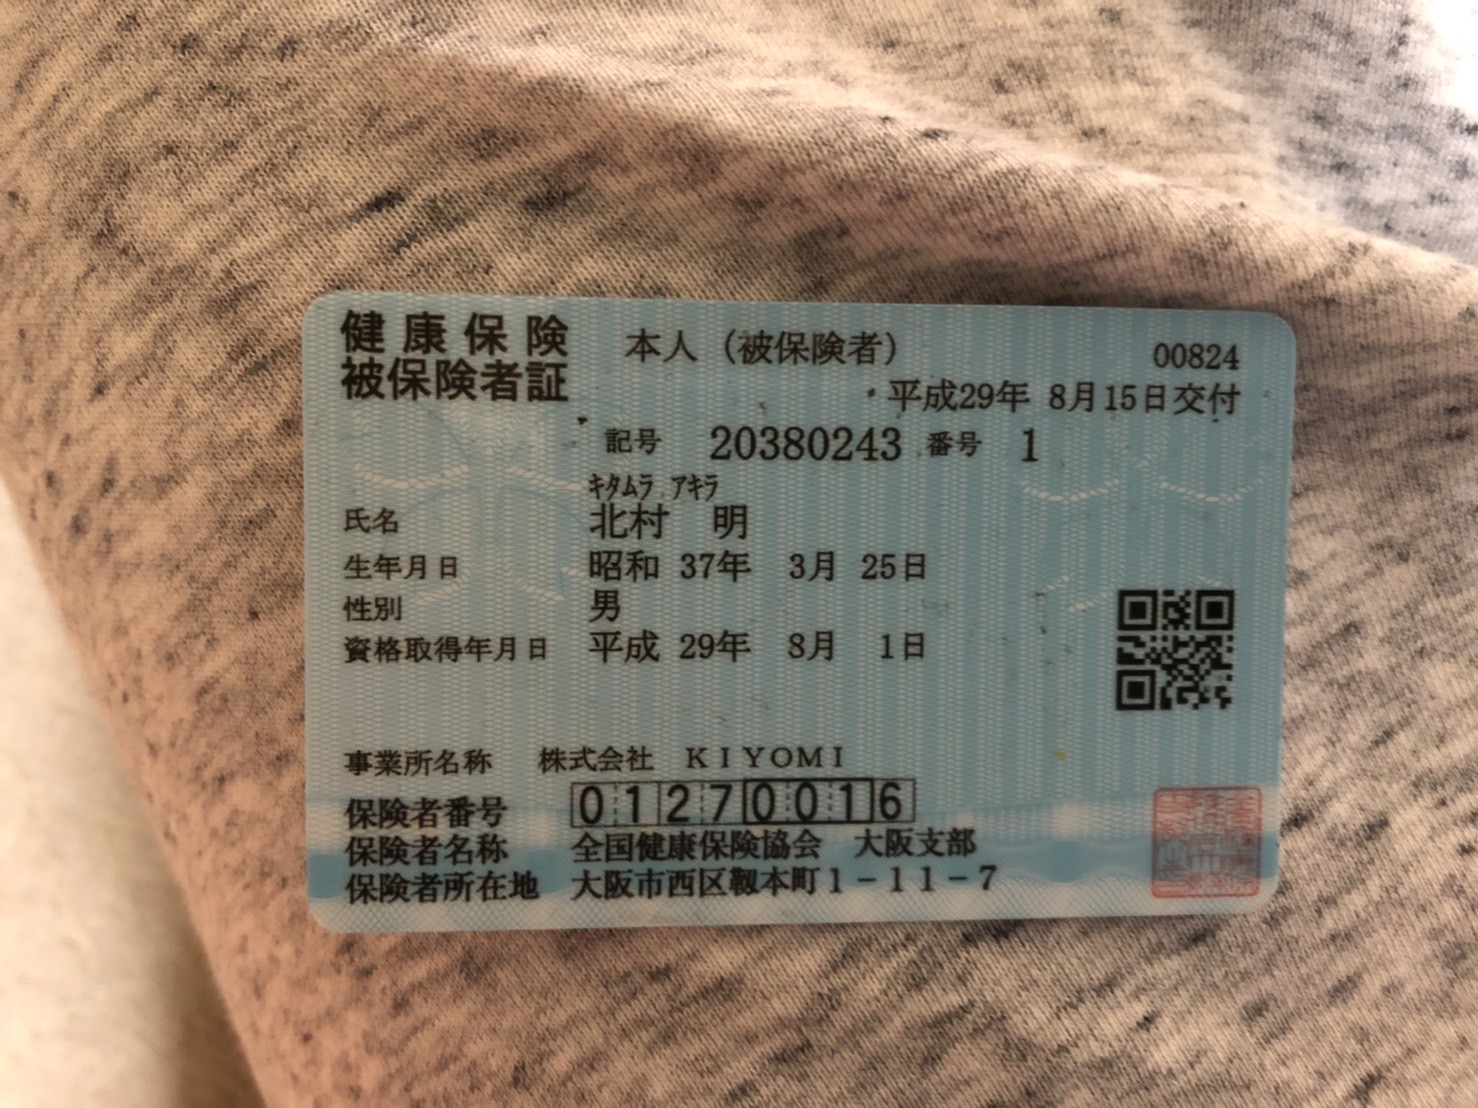 健康保険
被保険者証
本人（被保険者）
00824
平成29年 8月15日交付
記号 20380243 番号 1
ｷﾀﾑﾗ ｱｷﾗ
氏名 北村 明
生年月日 昭和 37年 3月 25日
性別 男
資格取得年月日 平成 29年 8月 1日
事業所名称 株式会社 ＫＩＹＯＭＩ
保険者番号 01270016
保険者名称 全国健康保険協会 大阪支部
保険者所在地 大阪市西区靱本町１－１１－７